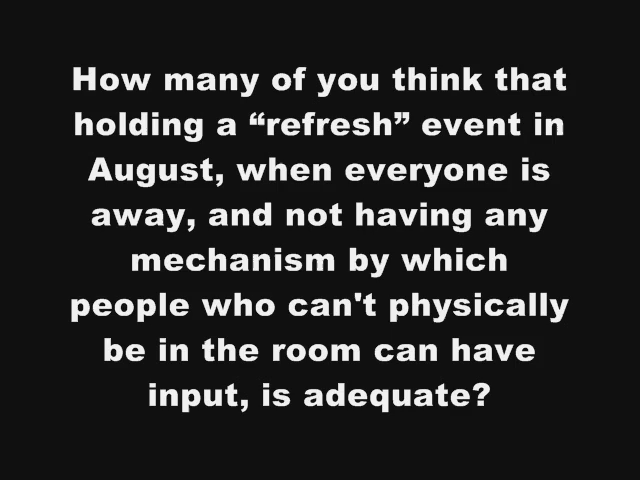 How many of you think that
holding a “refresh” event in
August, when everyone is
away, and not having any
mechanism by which
people who can't physically
be in the room can have
input, is adequate?